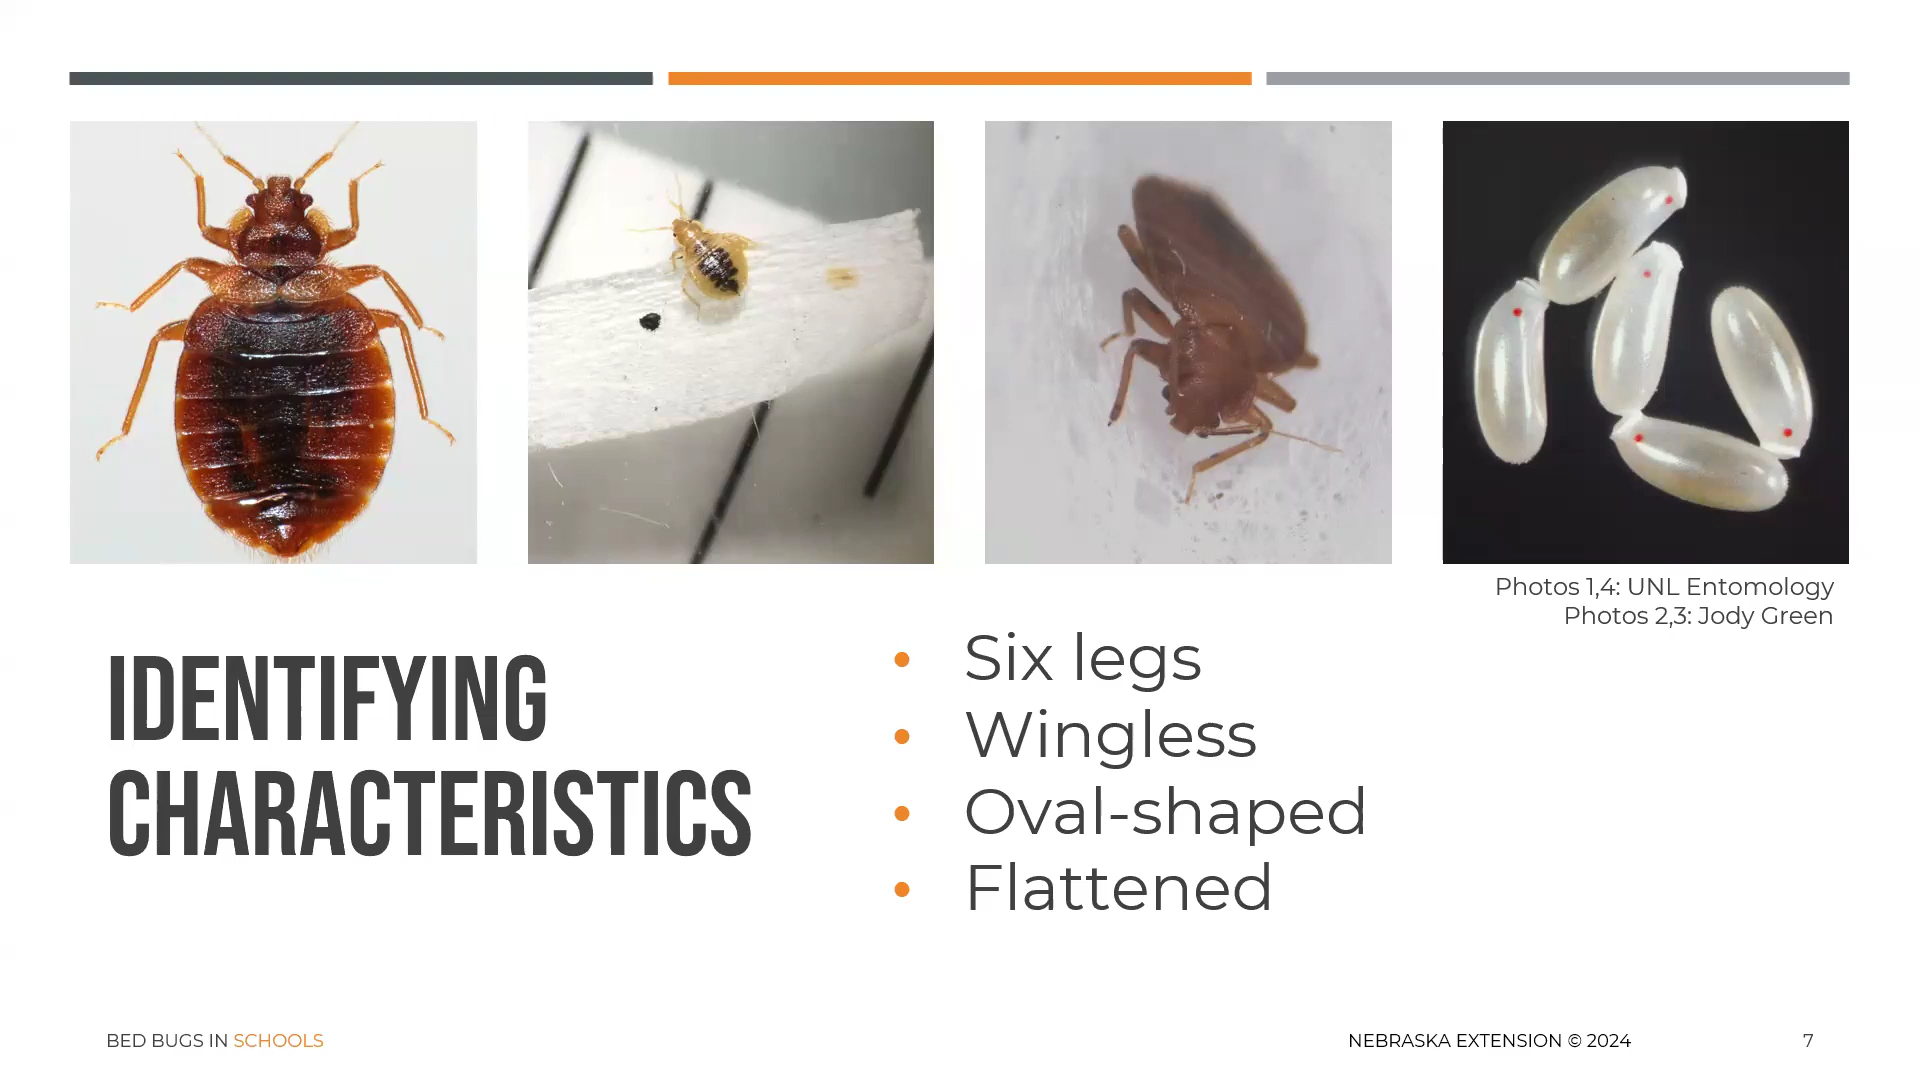 Photos 1,4: UNL Entomology
Photos 2,3: Jody Green
IDENTIFYING
CHARACTERISTICS
• Six legs
• Wingless
• Oval-shaped
• Flattened
BED BUGS IN SCHOOLS
NEBRASKA EXTENSION © 2024
7